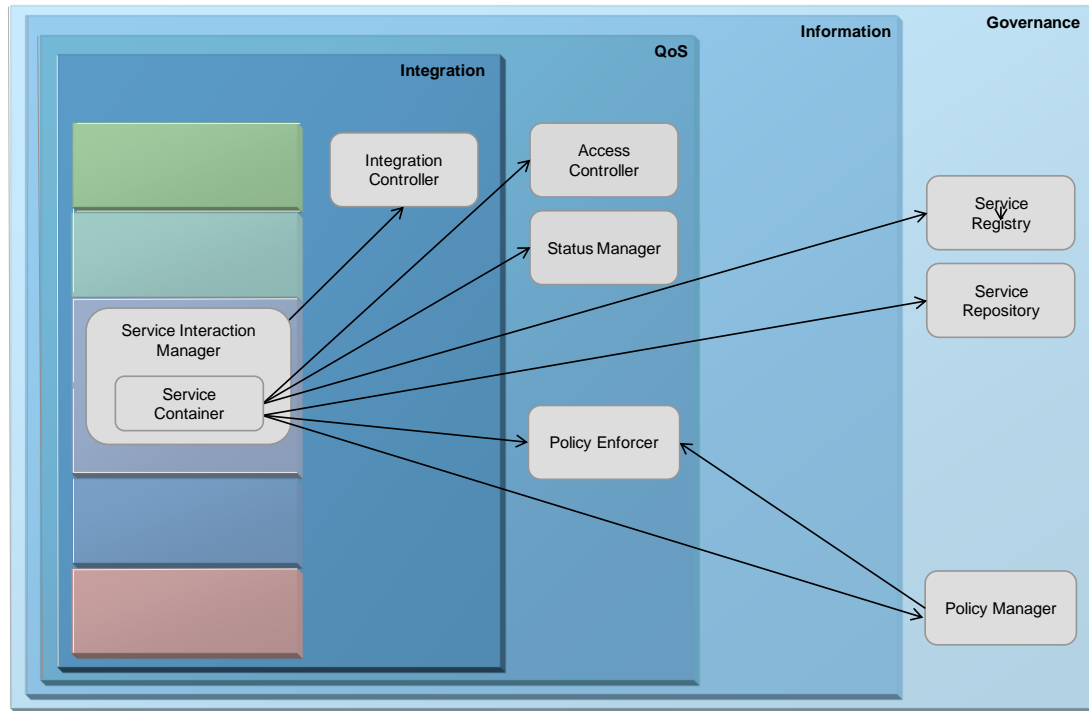 Governance
Information
QoS
Integration
Integration
Controller
Access
Controller
Status Manager
Service
Registry
Service
Repository
Service Interaction
Manager
Service
Container
Policy Enforcer
Policy Manager